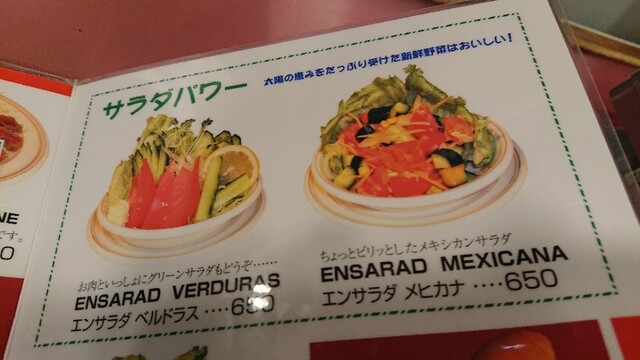 サラダパワー
太陽の恵みをたっぷり受けた新鮮野菜はおいしい!
お肉といっしょにグリーンサラダもどうぞ……
ENSARAD VERDURAS
エンサラダ ベルドラス ‥‥650
ちょっとピリッとしたメキシカンサラダ
ENSARAD MEXICANA
エンサラダ メヒカナ ‥‥650
NE
です。
0